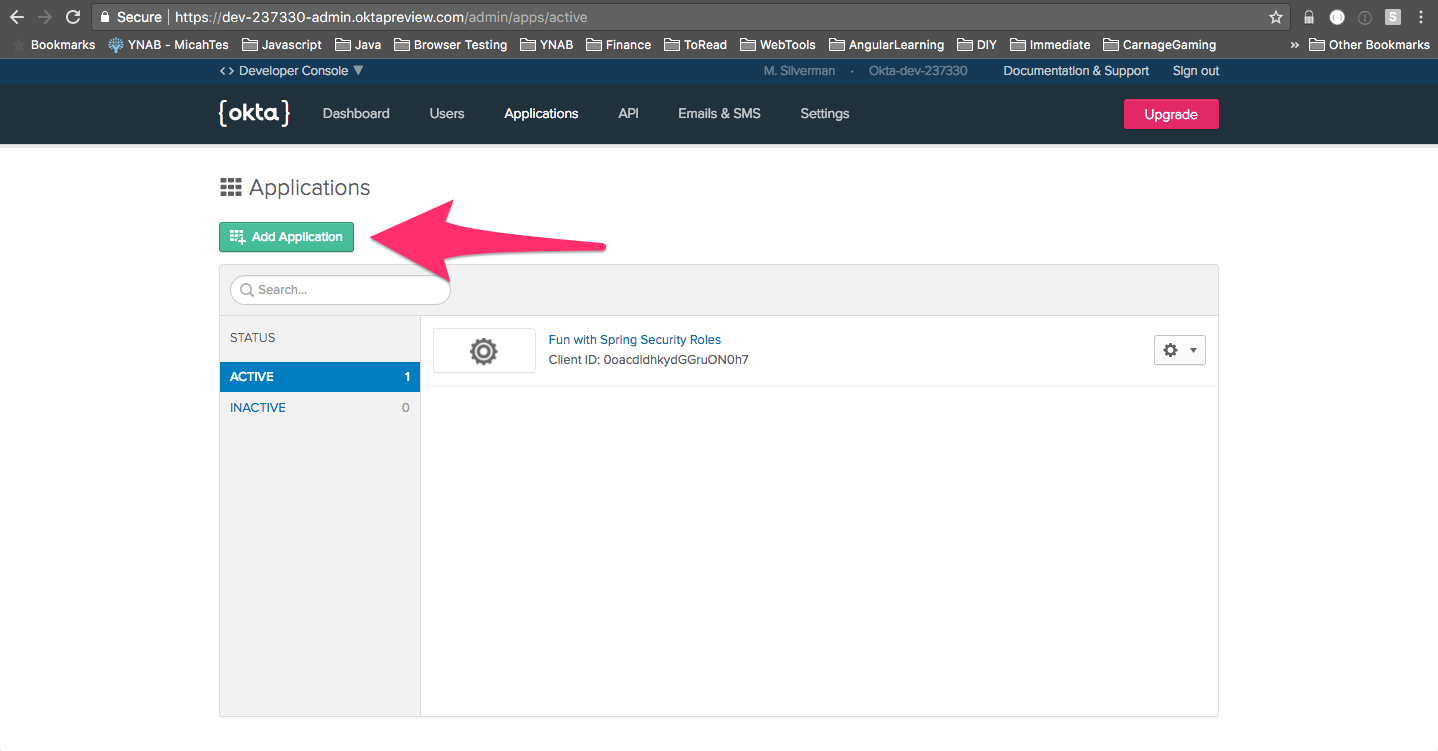 Secure https://dev-237330-admin.oktapreview.com/admin/apps/active
Bookmarks YNAB - MicahTes Javascript Java Browser Testing YNAB Finance ToRead WebTools AngularLearning DIY Immediate CarnageGaming » Other Bookmarks
<> Developer Console ▼ M. Silverman · Okta-dev-237330 Documentation & Support Sign out
{okta} Dashboard Users Applications API Emails & SMS Settings Upgrade
Applications
Add Application
Search...
STATUS
ACTIVE 1
INACTIVE 0
Fun with Spring Security Roles
Client ID: 0oacdldhkydGGruON0h7